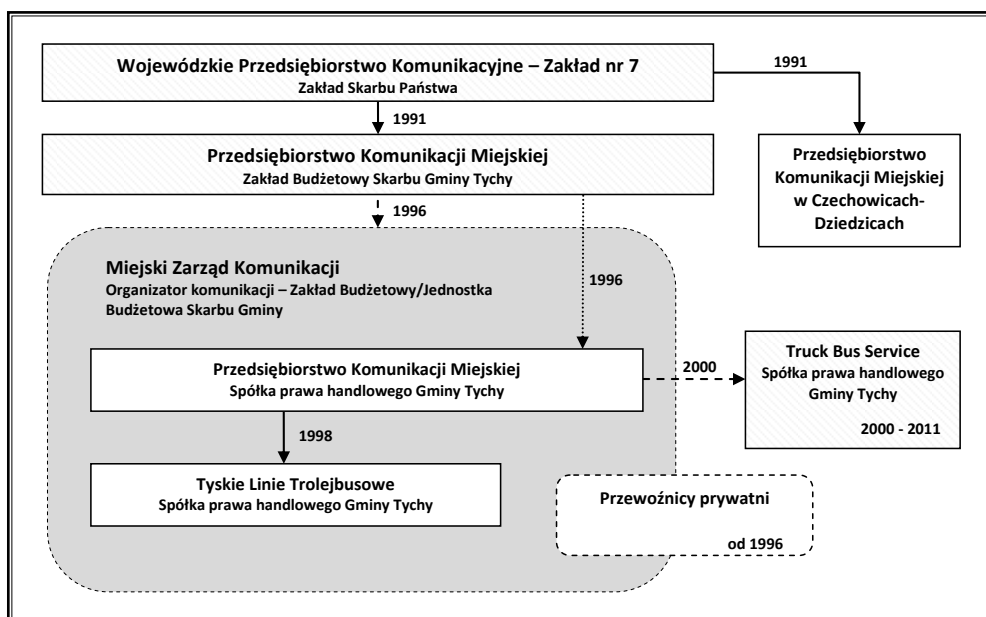 Wojewódzkie Przedsiębiorstwo Komunikacyjne – Zakład nr 7
Zakład Skarbu Państwa
1991
1991
Przedsiębiorstwo Komunikacji Miejskiej
Zakład Budżetowy Skarbu Gminy Tychy
Przedsiębiorstwo
Komunikacji Miejskiej
w Czechowicach-
Dziedzicach
1996
Miejski Zarząd Komunikacji
Organizator komunikacji – Zakład Budżetowy/Jednostka
Budżetowa Skarbu Gminy
1996
Przedsiębiorstwo Komunikacji Miejskiej
Spółka prawa handlowego Gminy Tychy
2000
Truck Bus Service
Spółka prawa handlowego
Gminy Tychy
2000 - 2011
1998
Tyskie Linie Trolejbusowe
Spółka prawa handlowego Gminy Tychy
Przewoźnicy prywatni
od 1996